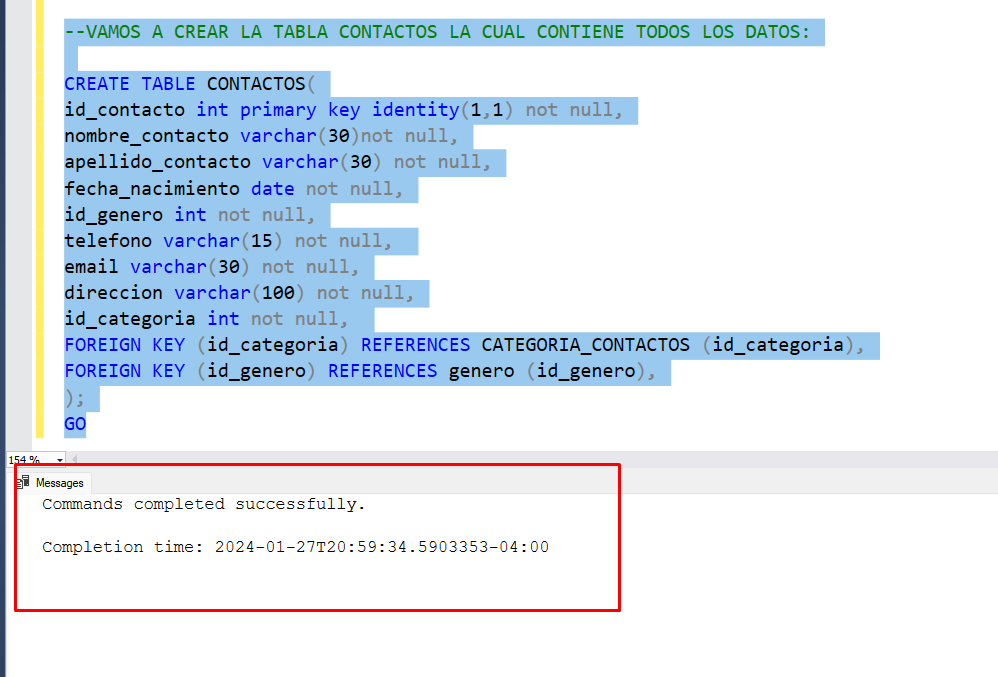 --VAMOS A CREAR LA TABLA CONTACTOS LA CUAL CONTIENE TODOS LOS DATOS:
CREATE TABLE CONTACTOS(
id_contacto int primary key identity(1,1) not null,
nombre_contacto varchar(30)not null,
apellido_contacto varchar(30) not null,
fecha_nacimiento date not null,
id_genero int not null,
telefono varchar(15) not null,
email varchar(30) not null,
direccion varchar(100) not null,
id_categoria int not null,
FOREIGN KEY (id_categoria) REFERENCES CATEGORIA_CONTACTOS (id_categoria),
FOREIGN KEY (id_genero) REFERENCES genero (id_genero),
);
GO
154 %
Messages
Commands completed successfully.
Completion time: 2024-01-27T20:59:34.5903353-04:00